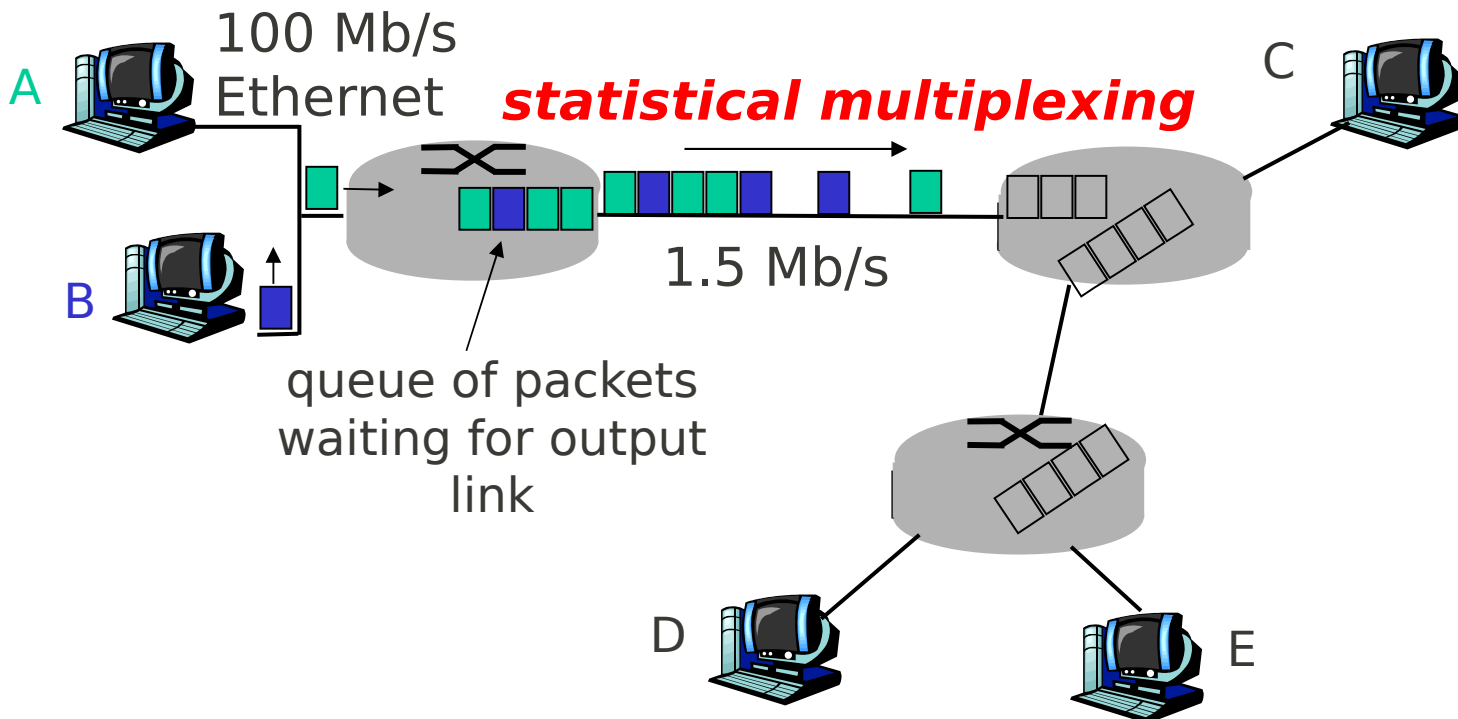 100 Mb/s
Ethernet
A
statistical multiplexing
C
B
1.5 Mb/s
queue of packets
waiting for output
link
D
E